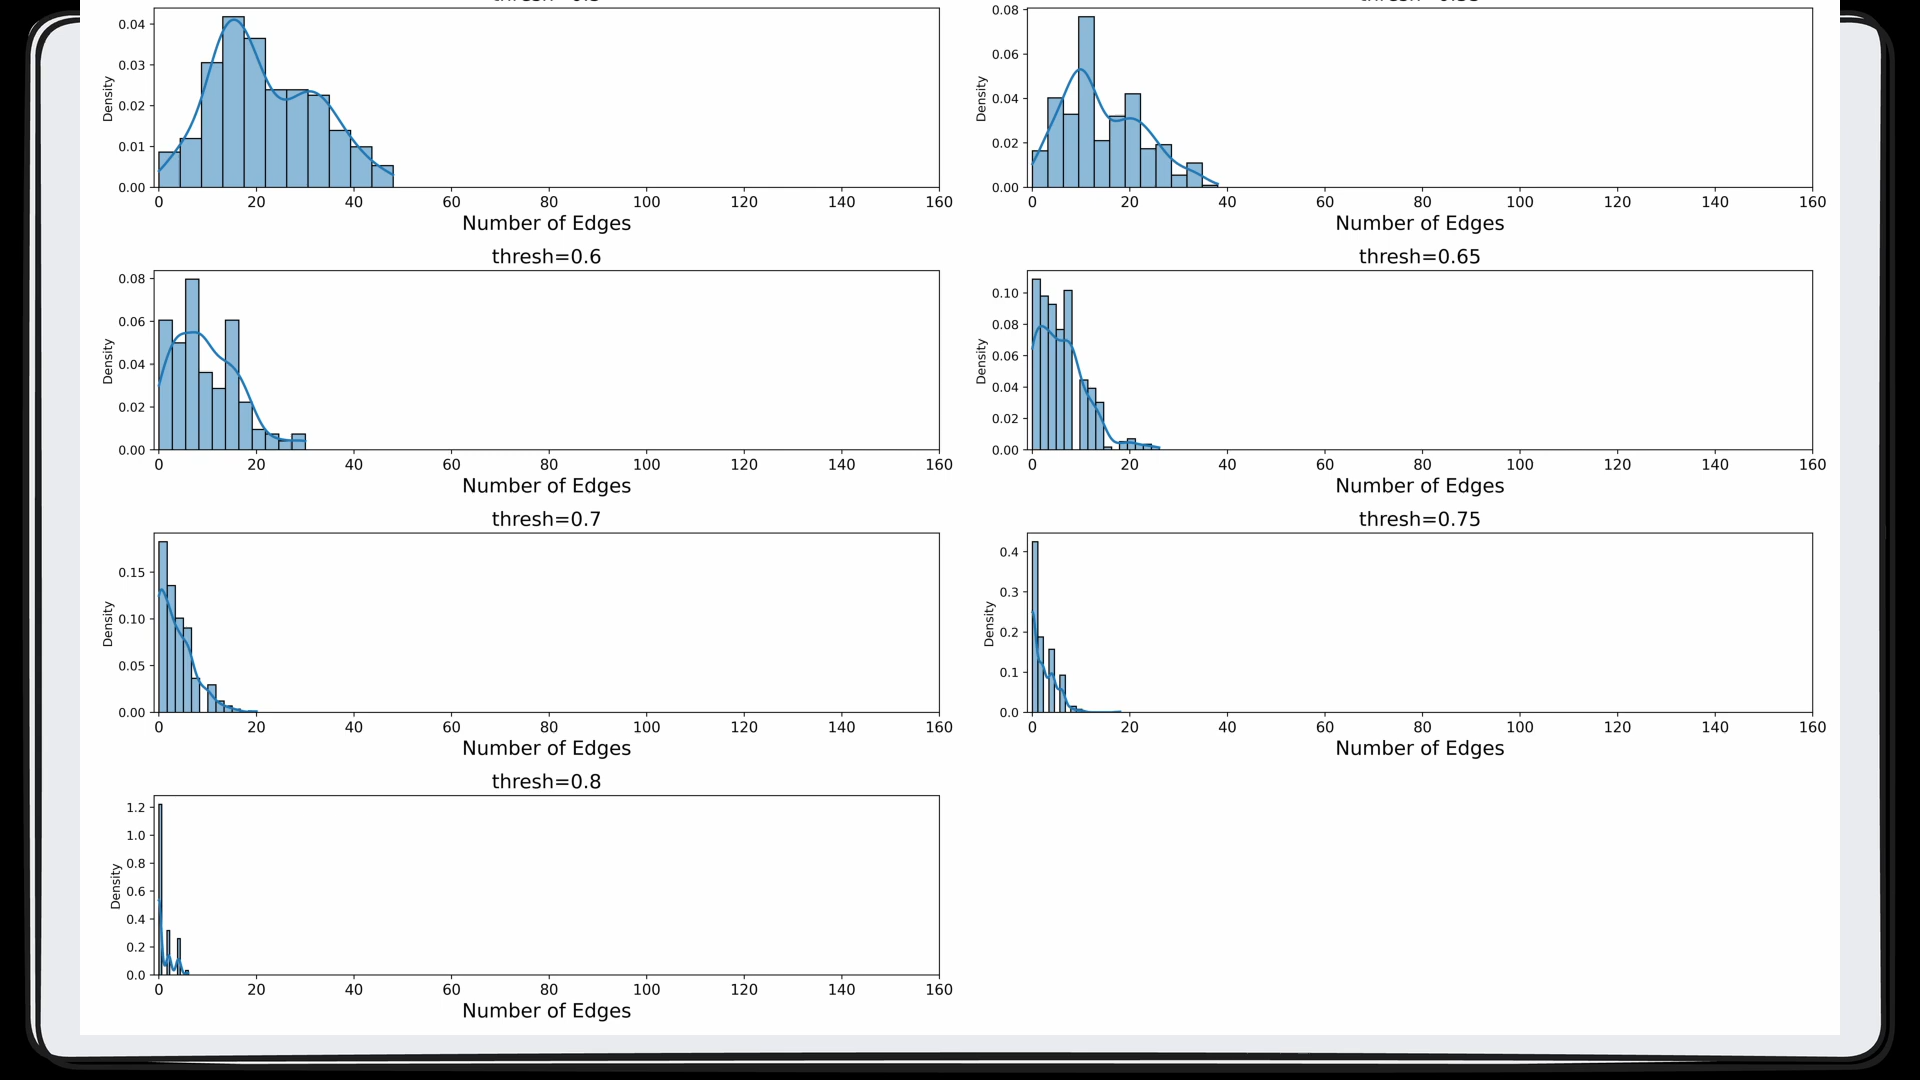 0.04
0.03
0.02
0.01
0.00
Density
0 20 40 60 80 100 120 140 160
Number of Edges
0.08
0.06
0.04
0.02
0.00
Density
0 20 40 60 80 100 120 140 160
Number of Edges
thresh=0.6
0.08
0.06
0.04
0.02
0.00
Density
0 20 40 60 80 100 120 140 160
Number of Edges
thresh=0.65
0.10
0.08
0.06
0.04
0.02
0.00
Density
0 20 40 60 80 100 120 140 160
Number of Edges
thresh=0.7
0.15
0.10
0.05
0.00
Density
0 20 40 60 80 100 120 140 160
Number of Edges
thresh=0.75
0.4
0.3
0.2
0.1
0.0
Density
0 20 40 60 80 100 120 140 160
Number of Edges
thresh=0.8
1.2
1.0
0.8
0.6
0.4
0.2
0.0
Density
0 20 40 60 80 100 120 140 160
Number of Edges